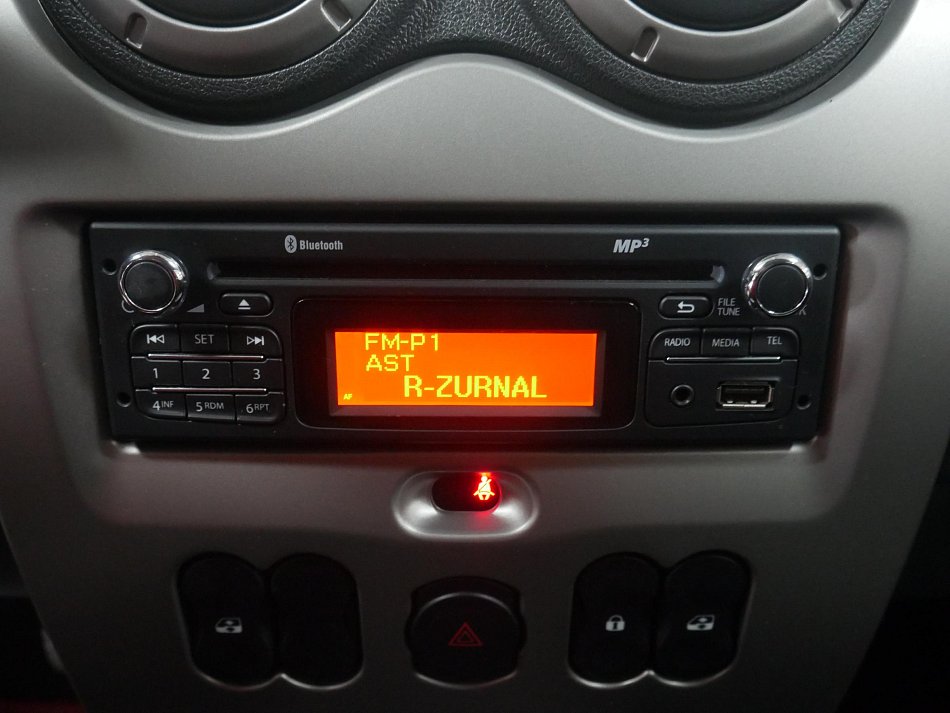 Bluetooth
MP3
FILE
TUNE
SET
RADIO MEDIA TEL
1 2 3
4 INF 5 RDM 6 RPT
FM-P1
AST
R-ZURNAL
AF